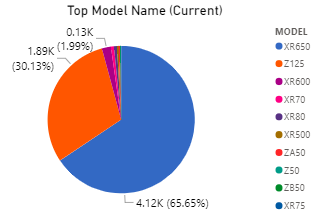 Top Model Name (Current)
0.13K
(1.99%)
1.89K
(30.13%)
4.12K (65.65%)
MODEL
XR650
Z125
XR600
XR70
XR80
XR500
ZA50
Z50
ZB50
XR75